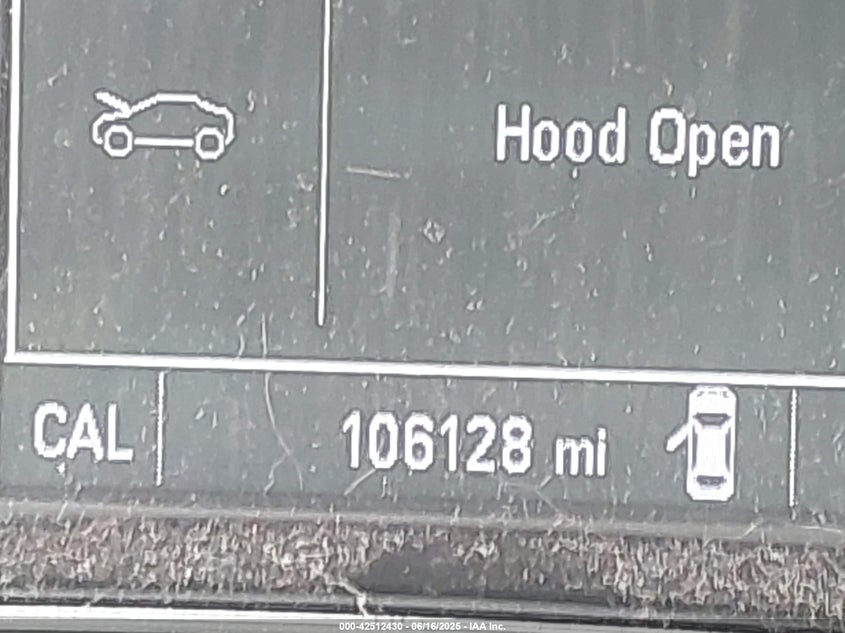 Hood Open
CAL 106128 mi
000-42512430 - 06/16/2025 - IAA Inc.